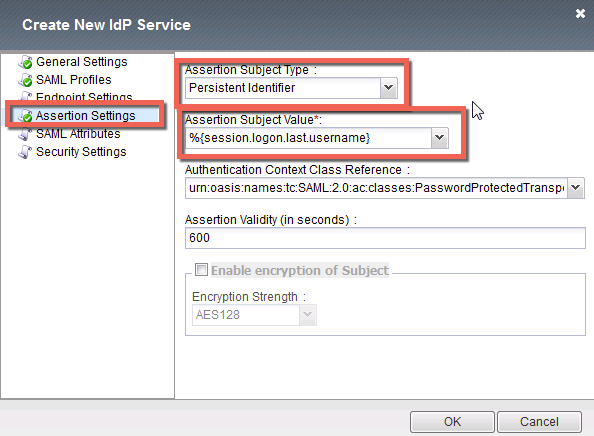 Create New IdP Service
General Settings
SAML Profiles
Endpoint Settings
Assertion Settings
SAML Attributes
Security Settings
Assertion Subject Type :
Persistent Identifier
Assertion Subject Value*:
%{session.logon.last.username}
Authentication Context Class Reference :
urn:oasis:names:tc:SAML:2.0:ac:classes:PasswordProtectedTranspo
Assertion Validity (in seconds) :
600
Enable encryption of Subject
Encryption Strength :
AES128
OK
Cancel